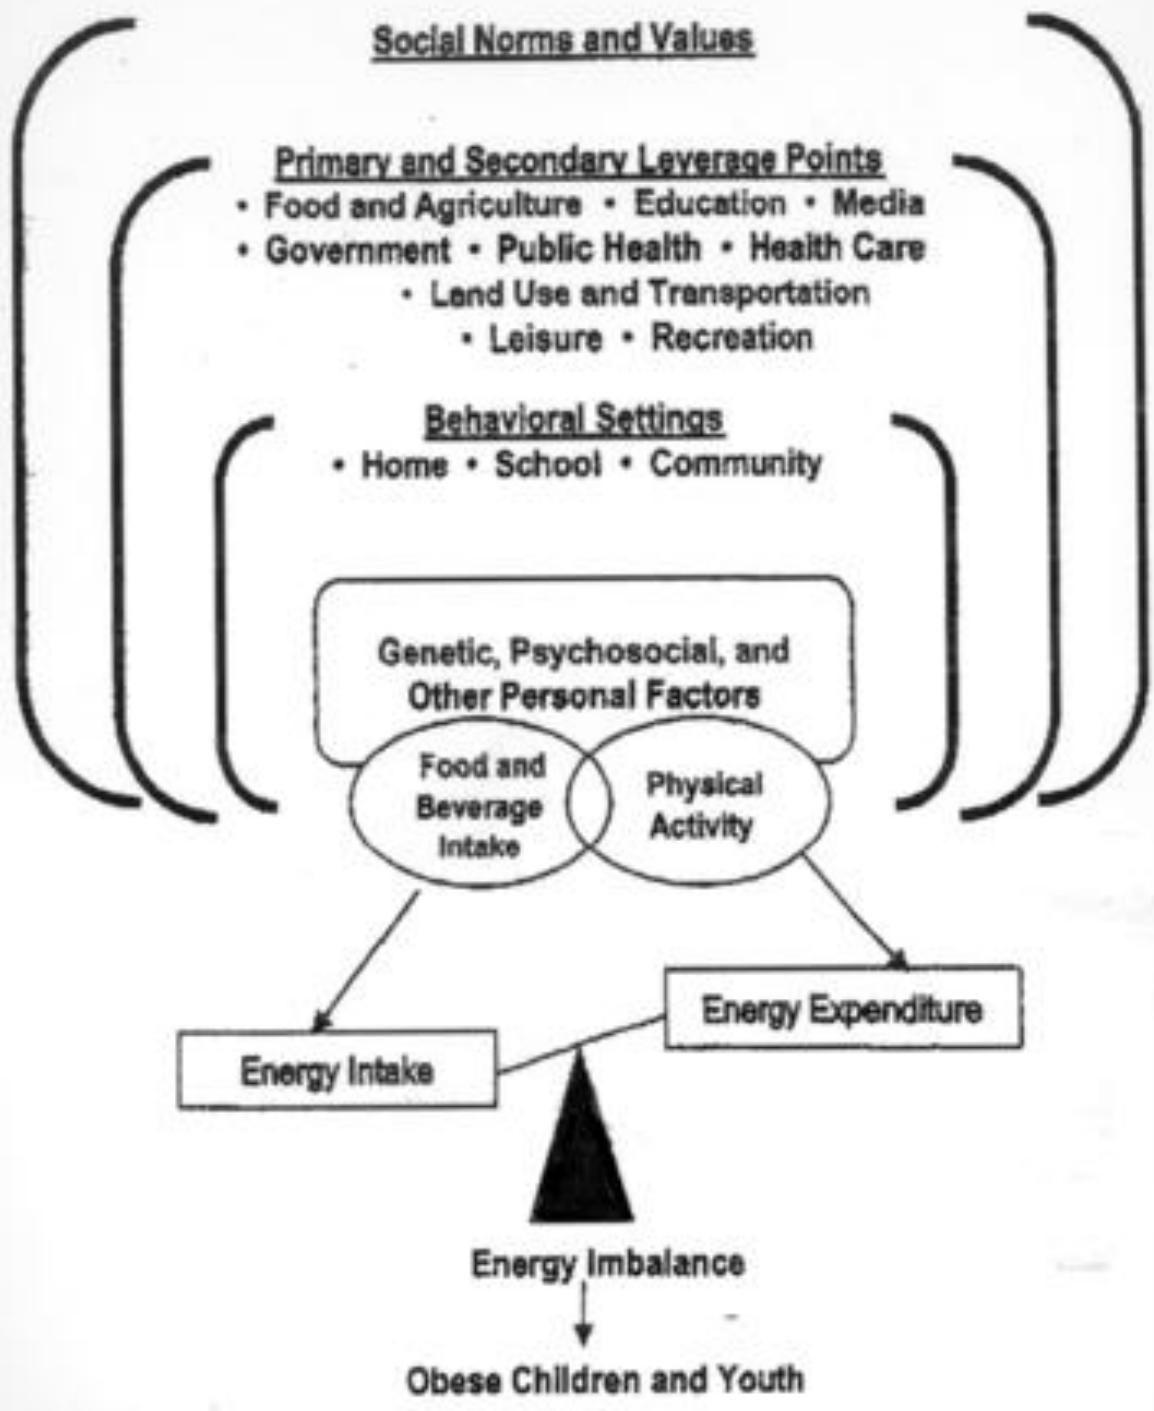 Social Norms and Values
Primary and Secondary Leverage Points
• Food and Agriculture • Education • Media
• Government • Public Health • Health Care
• Land Use and Transportation
• Leisure • Recreation
Behavioral Settings
• Home • School • Community
Genetic, Psychosocial, and
Other Personal Factors
Food and
Beverage
Intake
Physical
Activity
Energy Expenditure
Energy Intake
Energy Imbalance
Obese Children and Youth